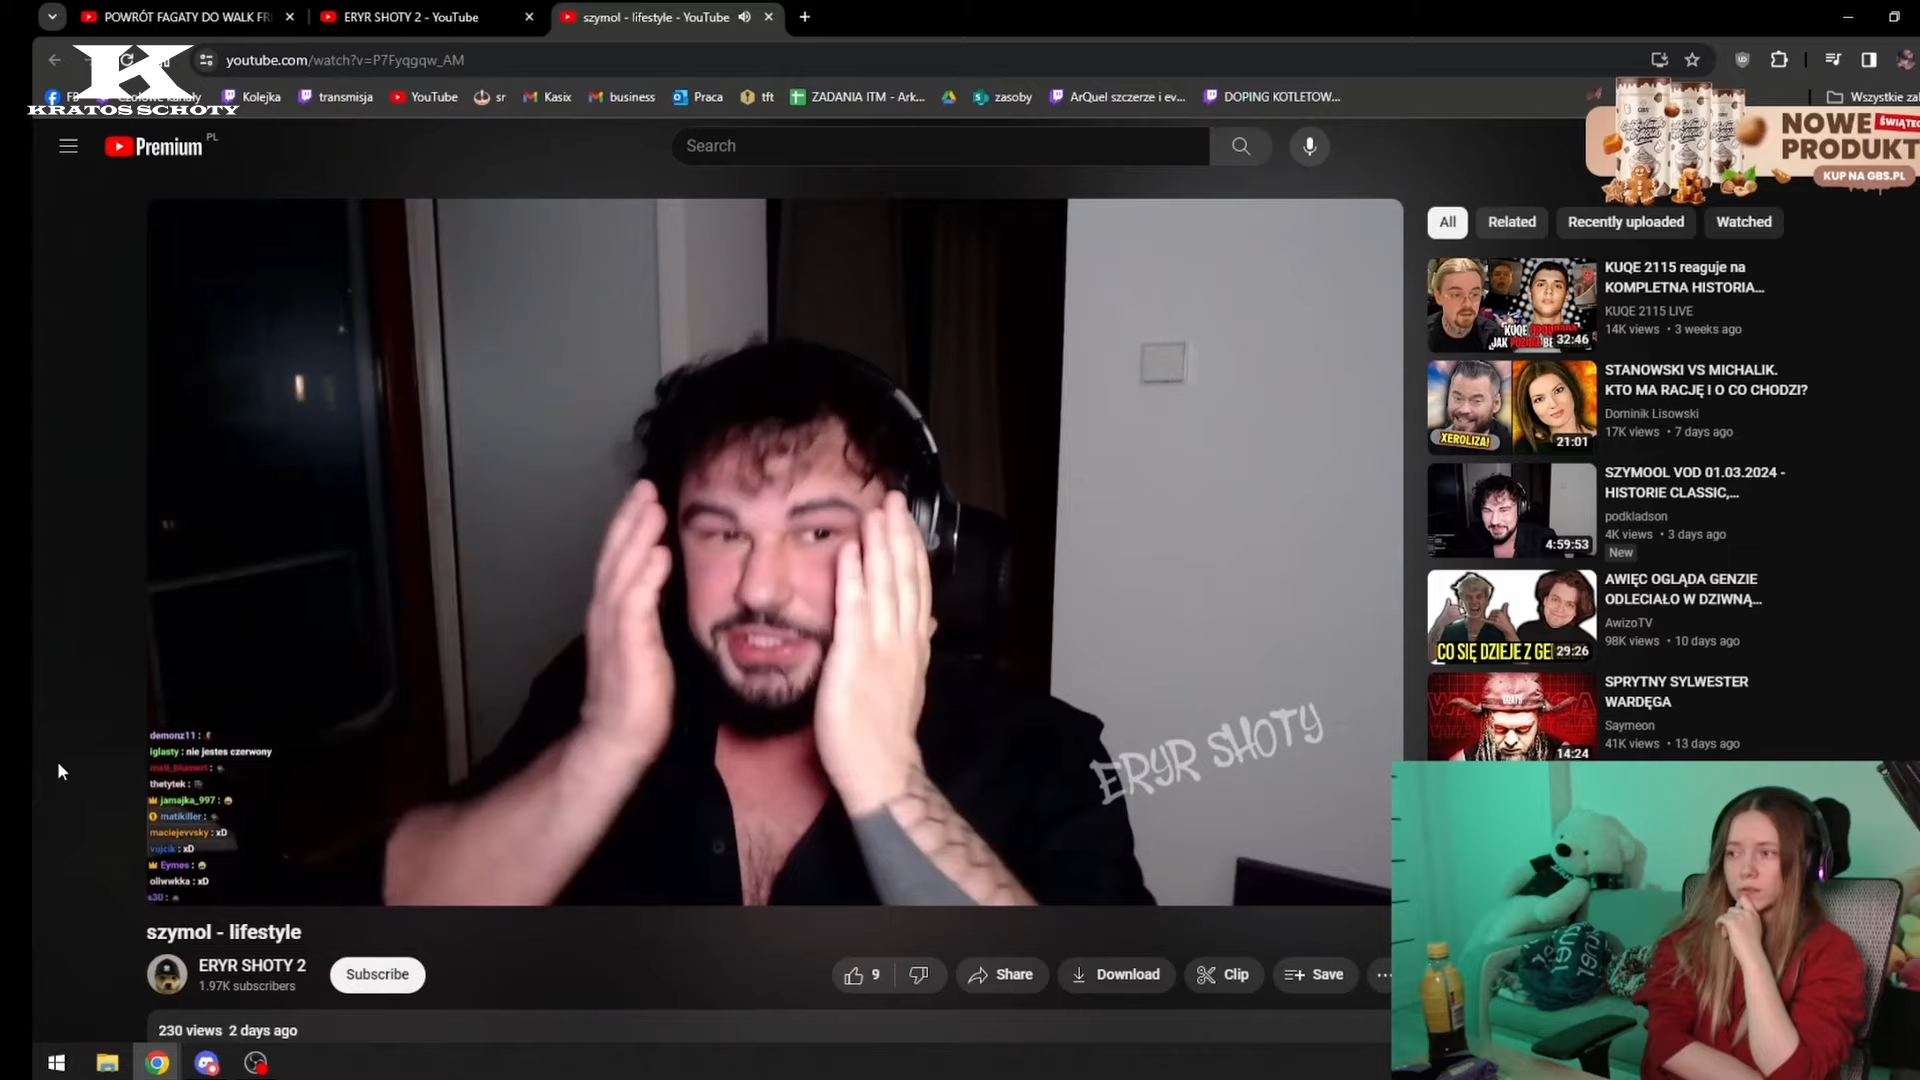 POWRÓT FAGATY DO WALK FR
ERYR SHOTY 2 - YouTube
szymol - lifestyle - YouTube
K
KRATOS SCHOTY
youtube.com/watch?v=P7Fyqgqw_AM
Kolejka
transmisja
YouTube
sr
Kasix
business
Praca
tft
ZADANIA ITM - Ark...
zasoby
ArQuel szczerze i ev...
DOPING KOTLETOW...
Wszystkie zak
Premium
PL
Search
NOWE
ŚWIĄTEC
PRODUKT
KUP NA GBS.PL
All
Related
Recently uploaded
Watched
KUQE 2115 reaguje na
KOMPLETNA HISTORIA...
KUQE 2115 LIVE
14K views • 3 weeks ago
32:46
STANOWSKI VS MICHALIK.
KTO MA RACJĘ I O CO CHODZI?
Dominik Lisowski
17K views • 7 days ago
XEROLIZA!
21:01
SZYMOOL VOD 01.03.2024 -
HISTORIE CLASSIC,...
podkladson
4K views • 3 days ago
New
4:59:53
AWIĘC OGLĄDA GENZIE
ODLECIAŁO W DZIWNĄ...
AwizoTV
98K views • 10 days ago
CO SIĘ DZIEJE Z GE
29:26
SPRYTNY SYLWESTER
WARDĘGA
Saymeon
41K views • 13 days ago
14:24
demonz11 :
iglasty : nie jestes czerwony
thetytek :
jamajka_997 :
matikiller :
maciejevvsky : xD
vujcik : xD
Eymes :
oliwwkka : xD
ERYR SHOTY
szymol - lifestyle
ERYR SHOTY 2
1.97K subscribers
Subscribe
9
Share
Download
Clip
Save
230 views 2 days ago